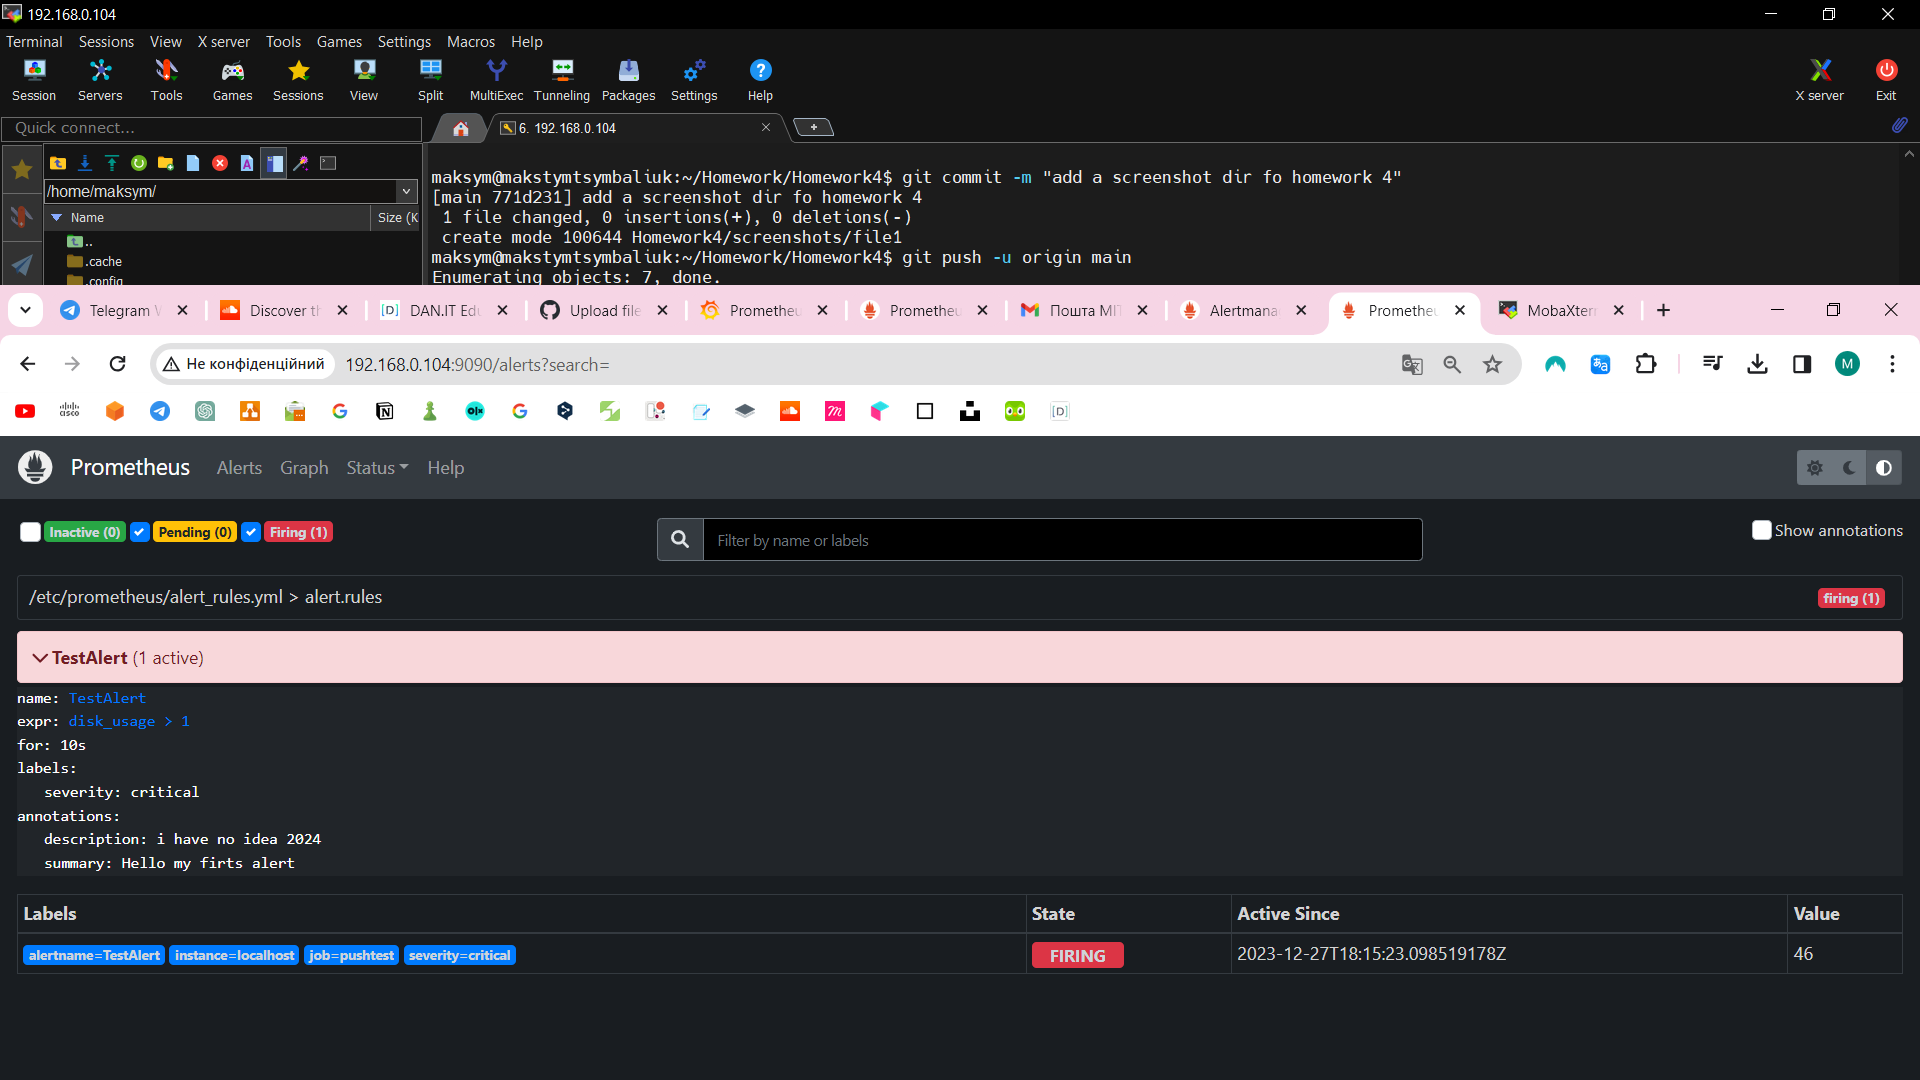 192.168.0.104
Terminal Sessions View X server Tools Games Settings Macros Help
Session Servers Tools Games Sessions View Split MultiExec Tunneling Packages Settings Help X server Exit
Quick connect...
6. 192.168.0.104
/home/maksym/
Name Size (K
..
.cache
.config
maksym@makstymtsymbaliuk:~/Homework/Homework4$ git commit -m "add a screenshot dir fo homework 4"
[main 771d231] add a screenshot dir fo homework 4
1 file changed, 0 insertions(+), 0 deletions(-)
create mode 100644 Homework4/screenshots/file1
maksym@makstymtsymbaliuk:~/Homework/Homework4$ git push -u origin main
Enumerating objects: 7, done.
Telegram W Discover th DAN.IT Edu Upload file Prometheu Prometheu Пошта МІТ Alertmana Prometheu MobaXterm
Не конфіденційний 192.168.0.104:9090/alerts?search=
M
cisco olx m [D]
Prometheus Alerts Graph Status Help
Inactive (0) Pending (0) Firing (1) Filter by name or labels Show annotations
/etc/prometheus/alert_rules.yml > alert.rules firing (1)
TestAlert (1 active)
name: TestAlert
expr: disk_usage > 1
for: 10s
labels:
severity: critical
annotations:
description: i have no idea 2024
summary: Hello my firts alert
Labels State Active Since Value
alertname=TestAlert instance=localhost job=pushtest severity=critical FIRING 2023-12-27T18:15:23.098519178Z 46